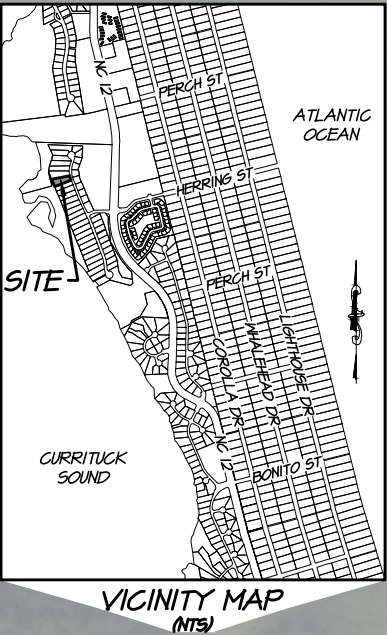 NC 12
PERCH ST
ATLANTIC
OCEAN
HERRING ST
SITE
PERCH ST
LIGHTHOUSE DR
WHALEHEAD DR
COROLLA DR
NC 12
CURRITUCK
SOUND
BONITO ST
VICINITY MAP
(NTS)